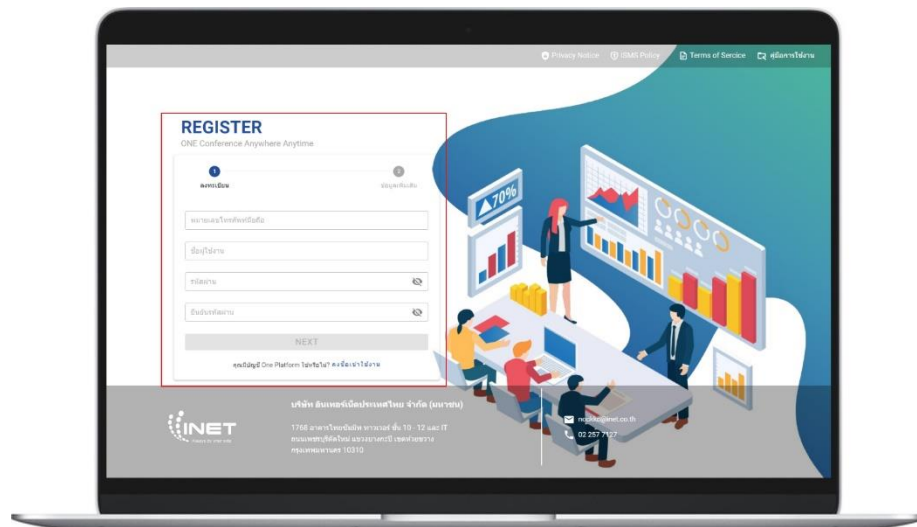 Privacy Notice
ISMS Policy
Terms of Sercice
คู่มือการใช้งาน
REGISTER
ONE Conference Anywhere Anytime
1
2
ลงทะเบียน
ข้อมูลเพิ่มเติม
หมายเลขโทรศัพท์มือถือ
ชื่อผู้ใช้งาน
รหัสผ่าน
ยืนยันรหัสผ่าน
NEXT
คุณมีบัญชี One Platform ใช่หรือไม่? ลงชื่อเข้าใช้งาน
70%
INET
บริษัท อินเทอร์เน็ตประเทศไทย จำกัด (มหาชน)
1768 อาคารไทยซัมมิท ทาวเวอร์ ชั้น 10 - 12 และ IT
ถนนเพชรบุรีตัดใหม่ แขวงบางกะปิ เขตห้วยขวาง
กรุงเทพมหานคร 10310
02 257 7127